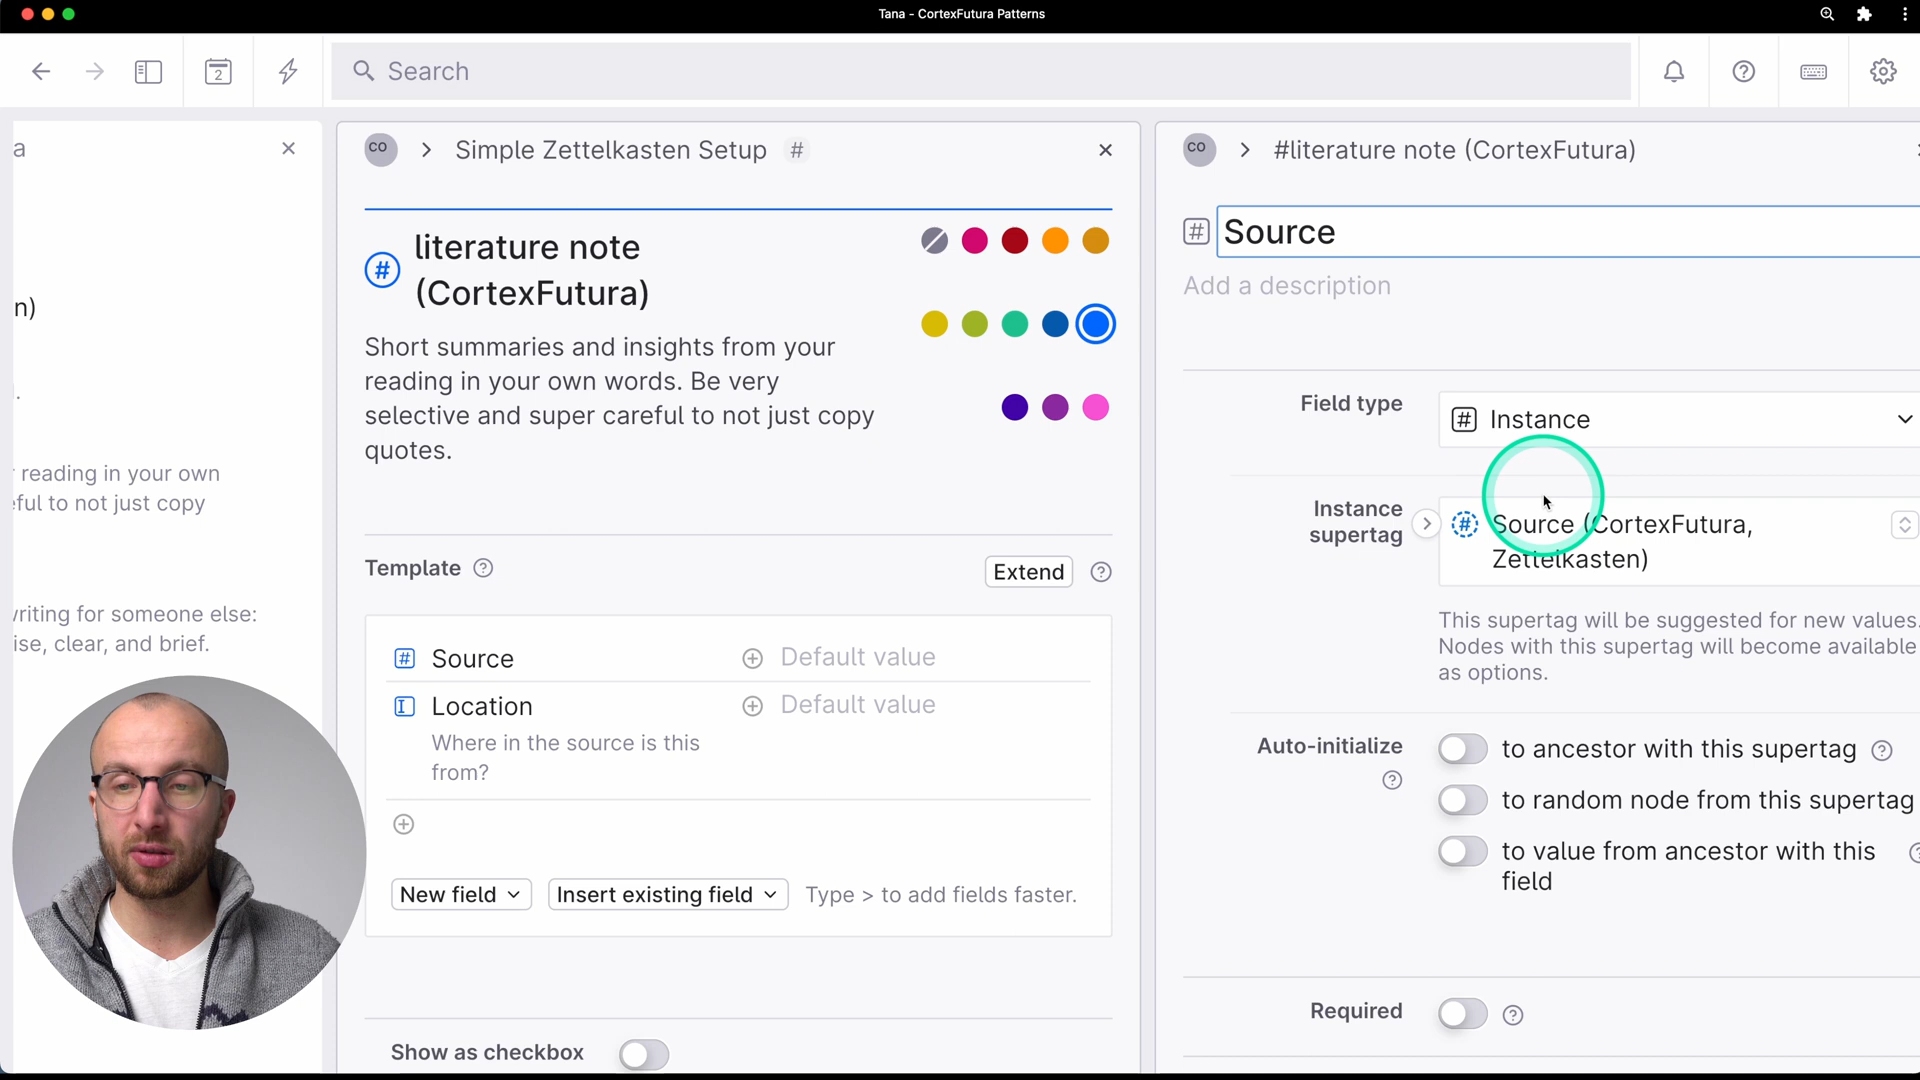 Tana - CortexFutura Patterns
2
Search
a
n)
.
reading in your own
ful to not just copy
writing for someone else:
ise, clear, and brief.
CO > Simple Zettelkasten Setup #
literature note
(CortexFutura)
Short summaries and insights from your
reading in your own words. Be very
selective and super careful to not just copy
quotes.
Template ?
Extend ?
# Source Default value
Location Default value
Where in the source is this
from?
New field Insert existing field Type > to add fields faster.
Show as checkbox
CO > #literature note (CortexFutura)
# Source
Add a description
Field type
# Instance
Instance
supertag
# Source (CortexFutura,
Zettelkasten)
This supertag will be suggested for new values.
Nodes with this supertag will become available
as options.
Auto-initialize ?
to ancestor with this supertag ?
to random node from this supertag
to value from ancestor with this
field
Required ?